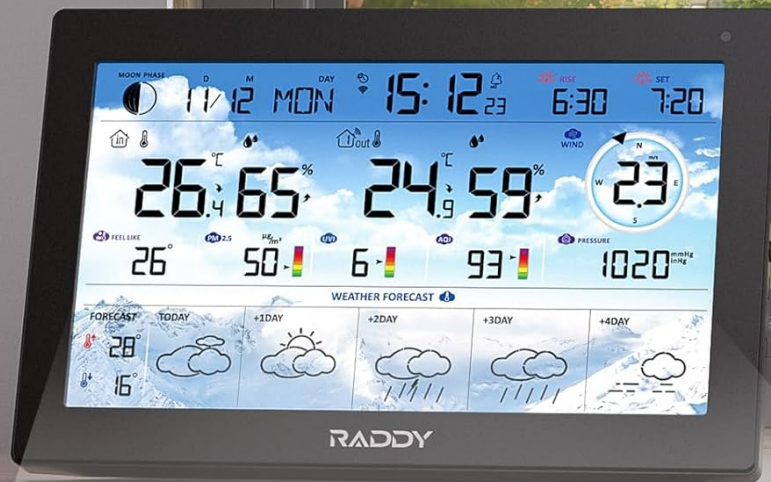 MOON PHASE D M DAY RISE SET
11/12 MON 15:12 23 6:30 7:20
in °C out °C WIND N
26.4 65% 24.9 59% W m/s 2.3 E
S
FEEL LIKE PM 2.5 µg/m³ UVI AQI PRESSURE
26° 50 6 93 1020 mmHg
inHg
WEATHER FORECAST
FORECAST TODAY +1DAY +2DAY +3DAY +4DAY
28°
16°
RADDY